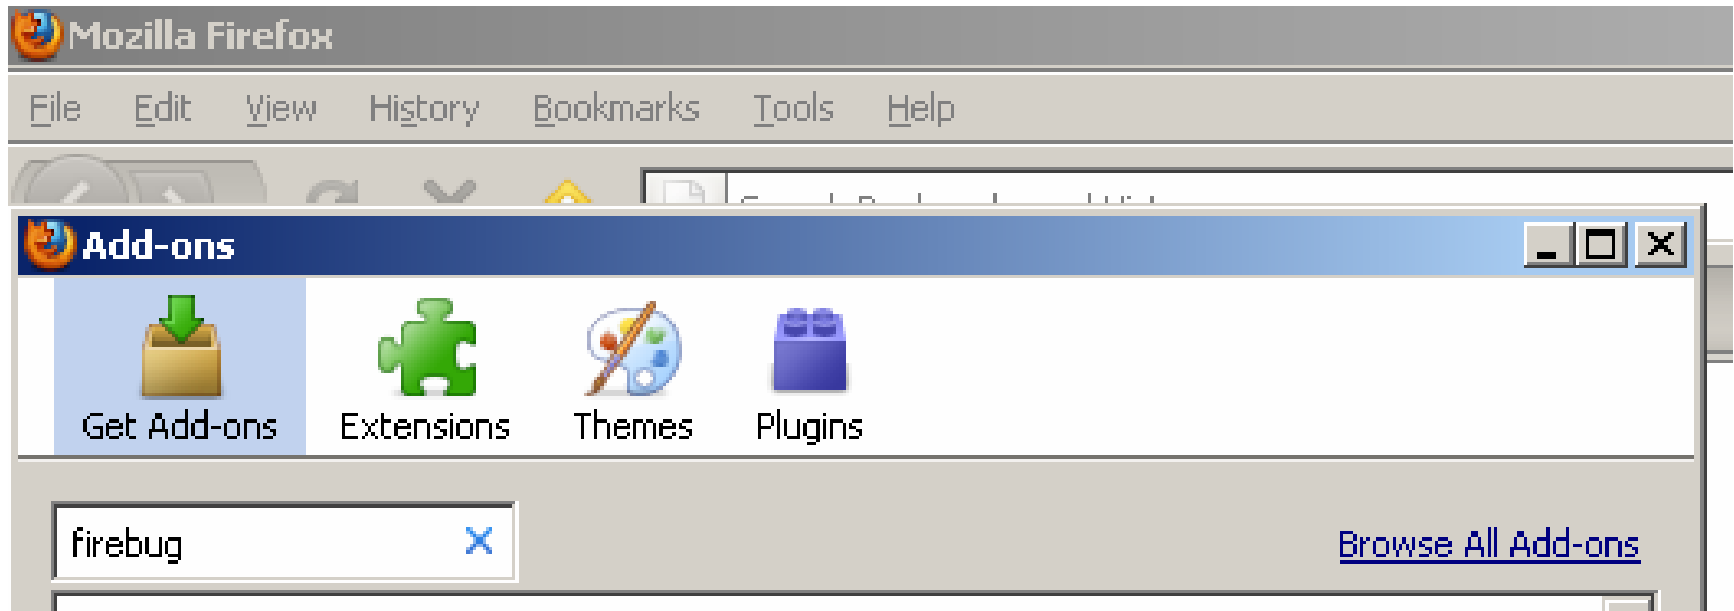 Mozilla Firefox
File Edit View History Bookmarks Tools Help
Add-ons
Get Add-ons Extensions Themes Plugins
firebug
Browse All Add-ons